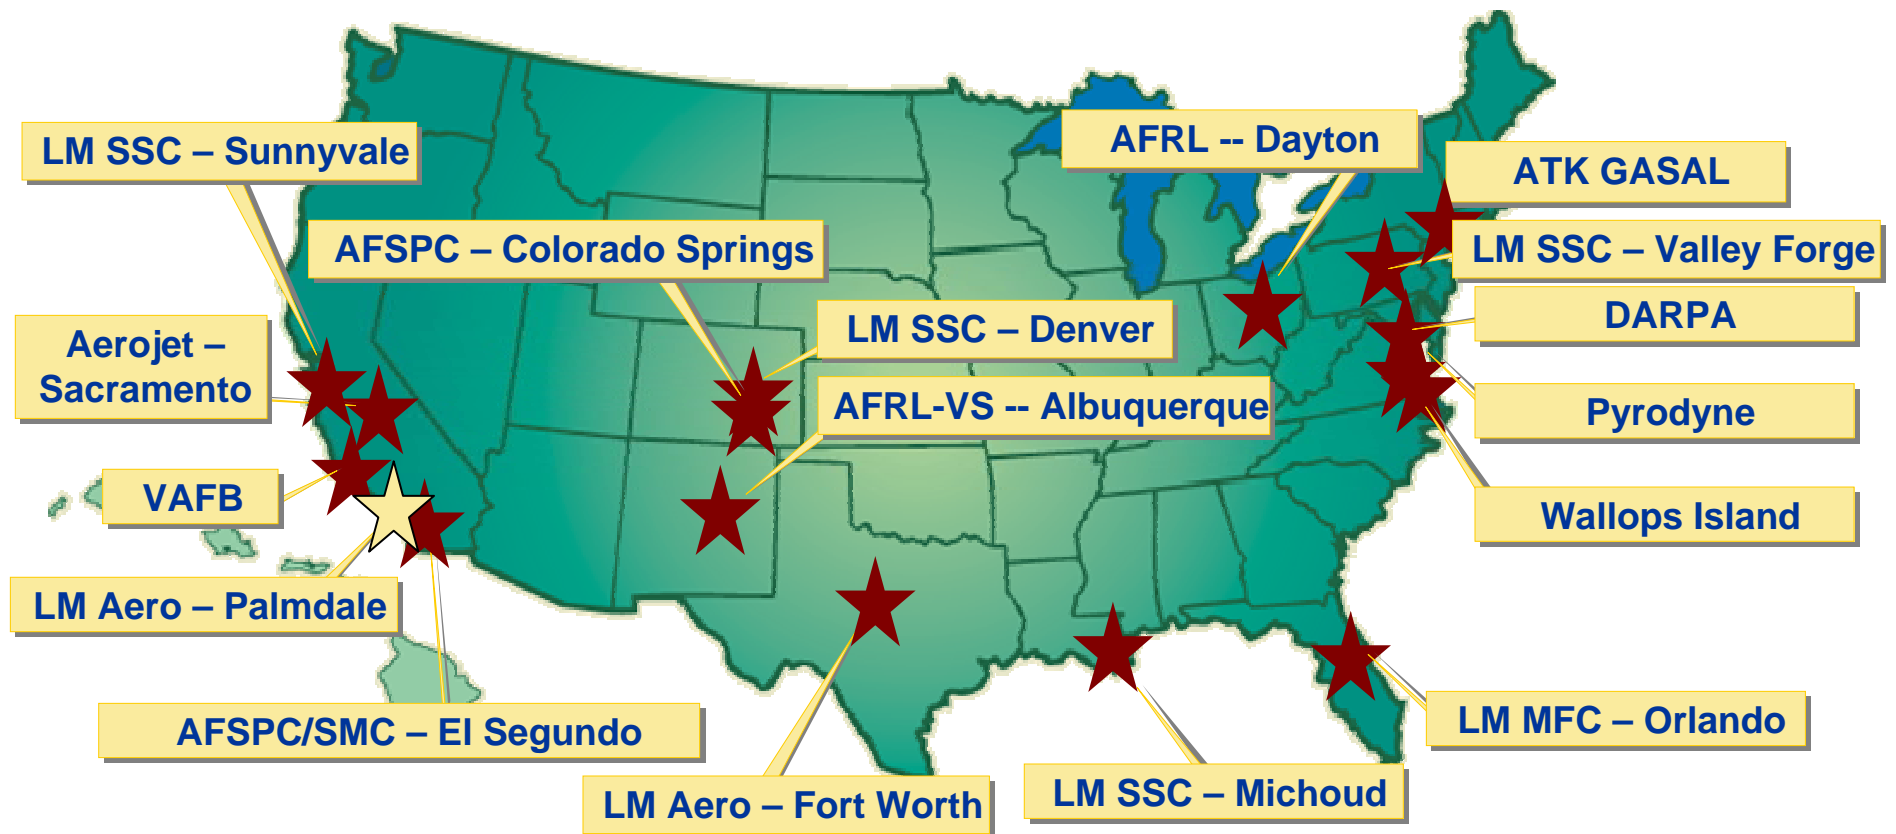 AFRL -- Dayton
LM SSC – Sunnyvale
ATK GASAL
AFSPC – Colorado Springs
LM SSC – Valley Forge
DARPA
LM SSC – Denver
Aerojet –
Sacramento
AFRL-VS -- Albuquerque
Pyrodyne
VAFB
Wallops Island
LM Aero – Palmdale
LM MFC – Orlando
AFSPC/SMC – El Segundo
LM SSC – Michoud
LM Aero – Fort Worth